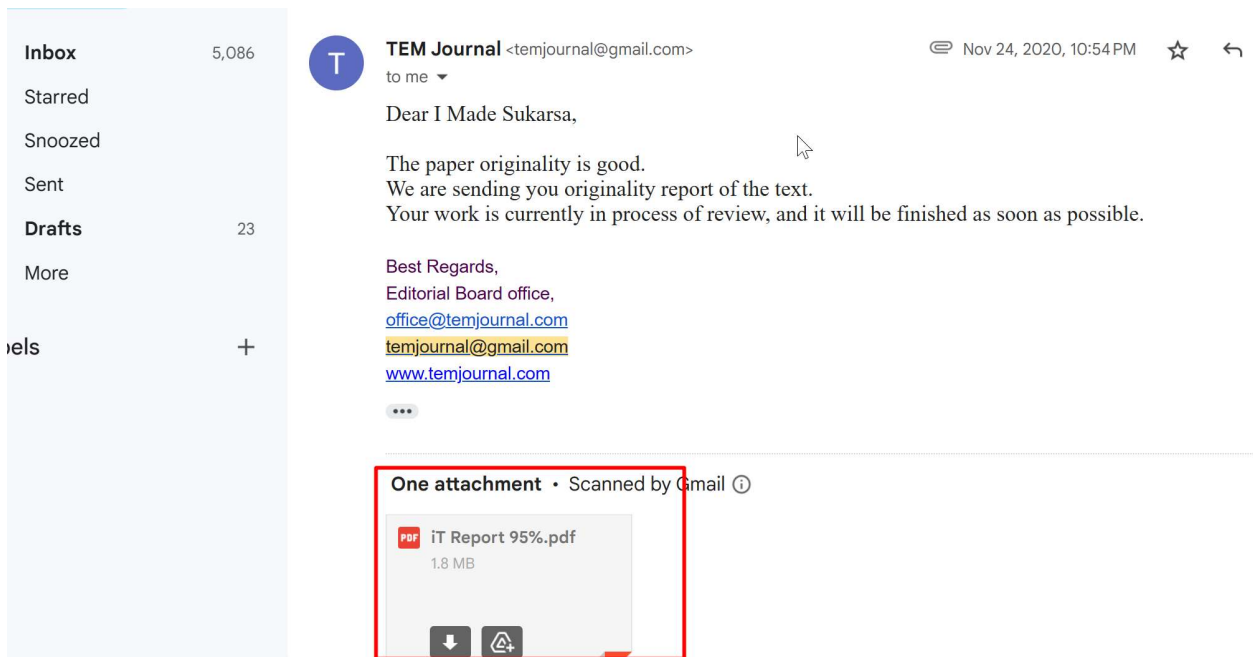 Inbox 5,086
Starred
Snoozed
Sent
Drafts 23
More
+
T
TEM Journal <temjournal@gmail.com>
Nov 24, 2020, 10:54 PM
to me
Dear I Made Sukarsa,
The paper originality is good.
We are sending you originality report of the text.
Your work is currently in process of review, and it will be finished as soon as possible.
Best Regards,
Editorial Board office,
office@temjournal.com
temjournal@gmail.com
www.temjournal.com
•••
One attachment • Scanned by Gmail
PDF iT Report 95%.pdf
1.8 MB